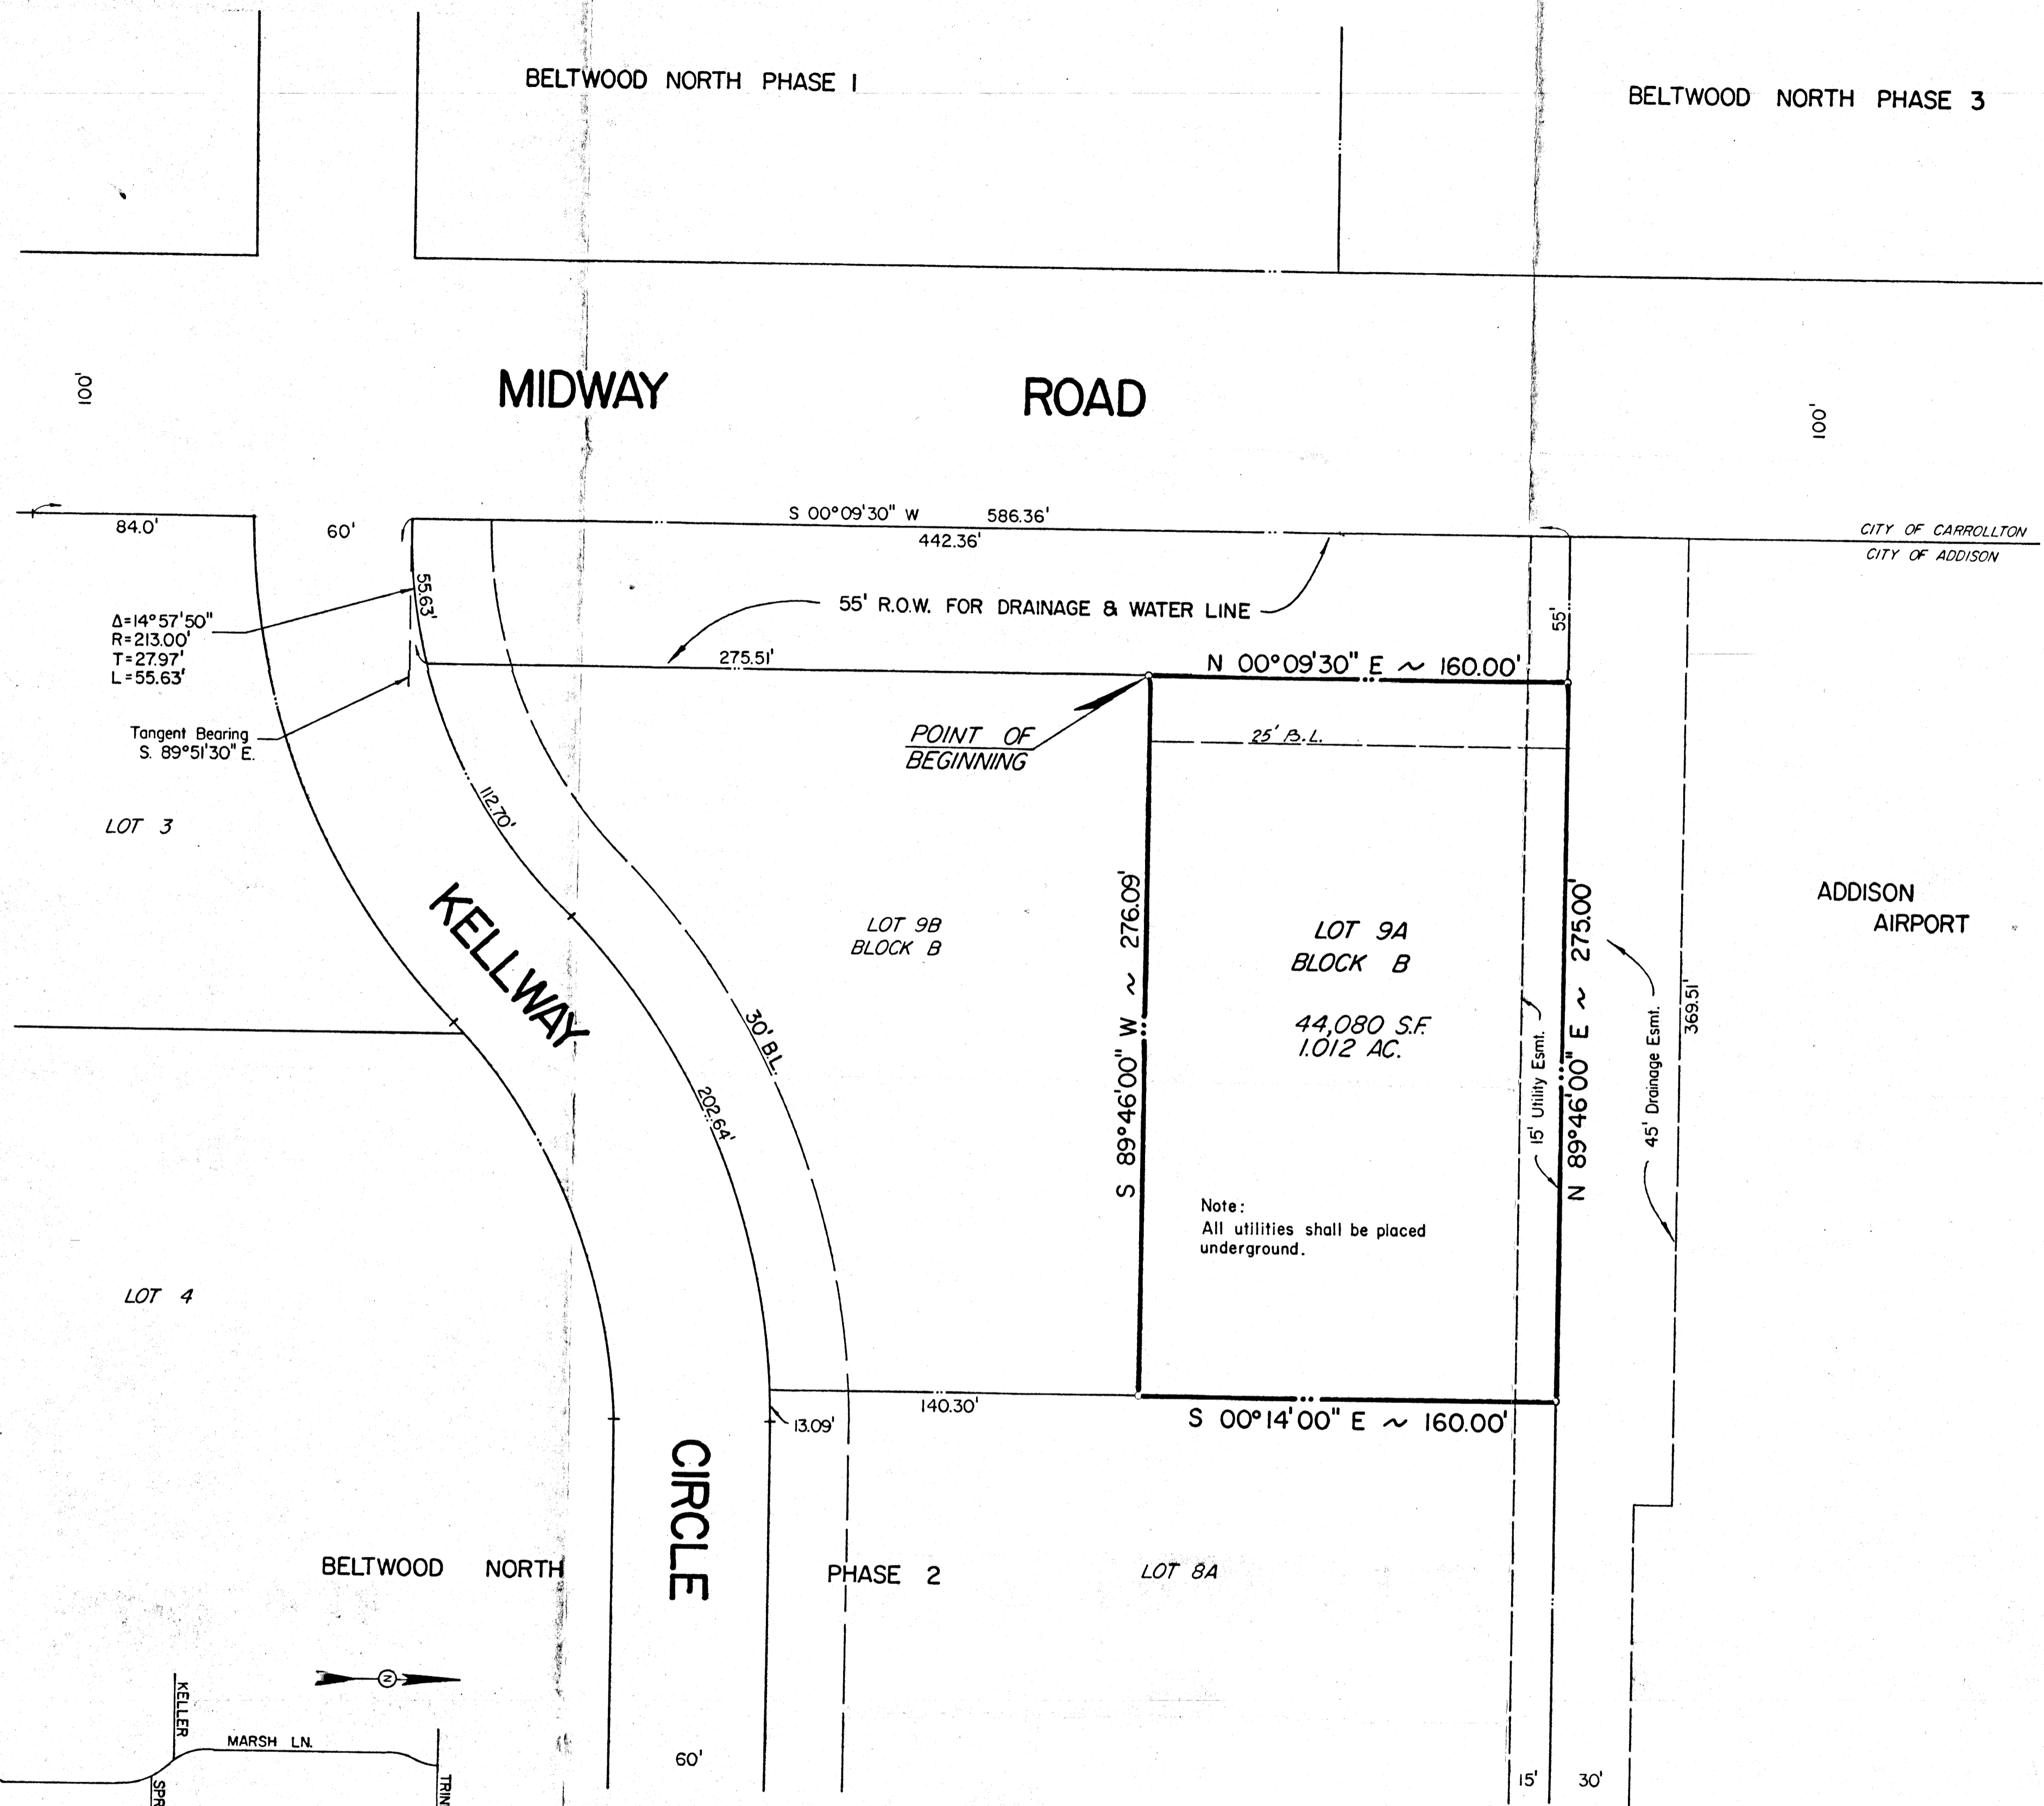 BELTWOOD NORTH PHASE 1
BELTWOOD NORTH PHASE 3
100'
MIDWAY ROAD
100'
84.0'
60'
S 00°09'30" W 586.36'
442.36'
CITY OF CARROLLTON
CITY OF ADDISON
55.63'
55' R.O.W. FOR DRAINAGE & WATER LINE
55'
Δ=14°57'50"
R=213.00'
T=27.97'
L=55.63'
275.51'
N 00°09'30" E ~ 160.00'
Tangent Bearing
S. 89°51'30" E.
POINT OF
BEGINNING
25' B.L.
LOT 3
112.70'
KELLWAY
LOT 9B
BLOCK B
S 89°46'00" W ~ 276.09'
LOT 9A
BLOCK B
44,080 S.F.
1.012 AC.
15' Utility Esmt.
N 89°46'00" E ~ 275.00'
45' Drainage Esmt.
369.51'
ADDISON
AIRPORT
30' B.L.
202.64'
Note:
All utilities shall be placed
underground.
LOT 4
140.30'
13.09'
S 00°14'00" E ~ 160.00'
CIRCLE
BELTWOOD NORTH
PHASE 2
LOT 8A
N
KELLER
MARSH LN.
SPR
TRIN
60'
15'
30'